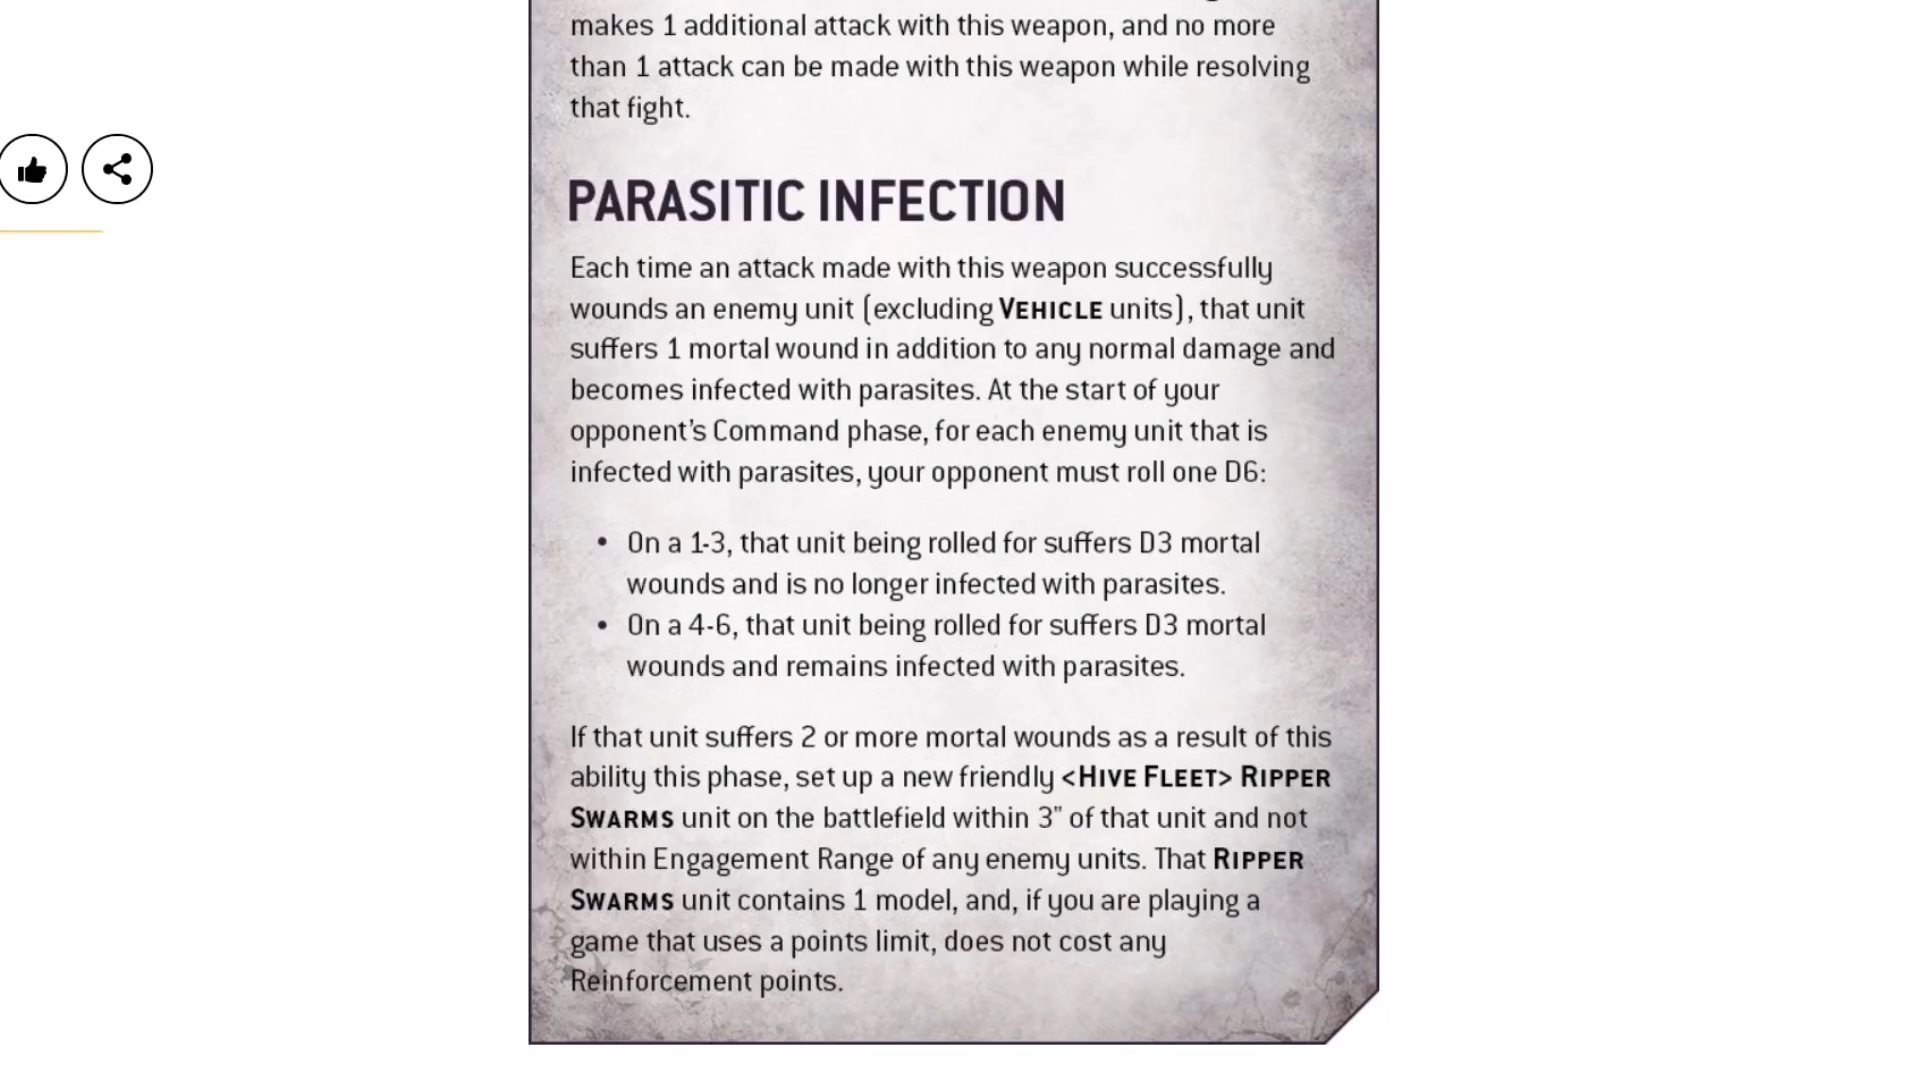 makes 1 additional attack with this weapon, and no more
than 1 attack can be made with this weapon while resolving
that fight.
PARASITIC INFECTION
Each time an attack made with this weapon successfully
wounds an enemy unit (excluding VEHICLE units), that unit
suffers 1 mortal wound in addition to any normal damage and
becomes infected with parasites. At the start of your
opponent’s Command phase, for each enemy unit that is
infected with parasites, your opponent must roll one D6:
• On a 1-3, that unit being rolled for suffers D3 mortal
wounds and is no longer infected with parasites.
• On a 4-6, that unit being rolled for suffers D3 mortal
wounds and remains infected with parasites.
If that unit suffers 2 or more mortal wounds as a result of this
ability this phase, set up a new friendly <HIVE FLEET> RIPPER
SWARMS unit on the battlefield within 3" of that unit and not
within Engagement Range of any enemy units. That RIPPER
SWARMS unit contains 1 model, and, if you are playing a
game that uses a points limit, does not cost any
Reinforcement points.